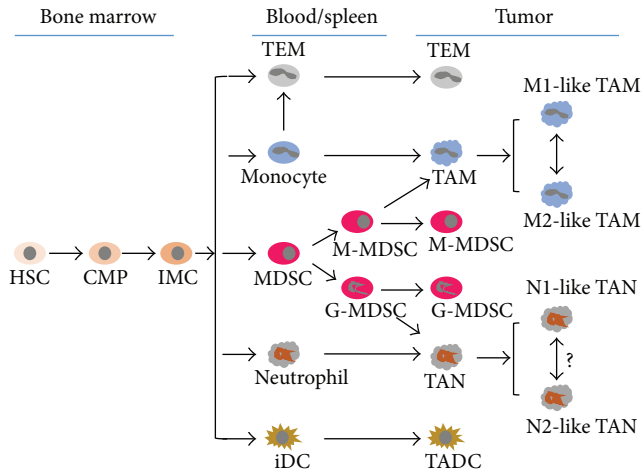 Bone marrow
Blood/spleen
Tumor
TEM
TEM
M1-like TAM
Monocyte
TAM
M2-like TAM
M-MDSC
M-MDSC
HSC
CMP
IMC
MDSC
G-MDSC
G-MDSC
N1-like TAN
?
Neutrophil
TAN
N2-like TAN
iDC
TADC